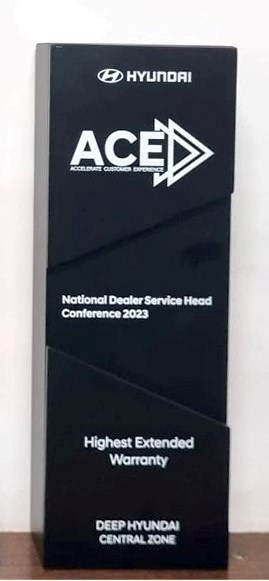 HYUNDAI
ACE
ACCELERATE CUSTOMER EXPERIENCE
National Dealer Service Head
Conference 2023
Highest Extended
Warranty
DEEP HYUNDAI
CENTRAL ZONE